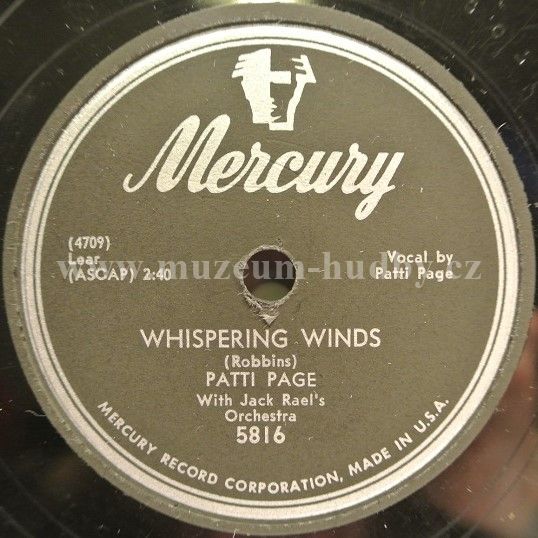 Mercury
(4709)
Lear
(ASCAP) 2:40
Vocal by
Patti Page
www.muzeum-hudby.cz
WHISPERING WINDS
(Robbins)
PATTI PAGE
With Jack Rael's
Orchestra
5816
MERCURY RECORD CORPORATION, MADE IN U.S.A.